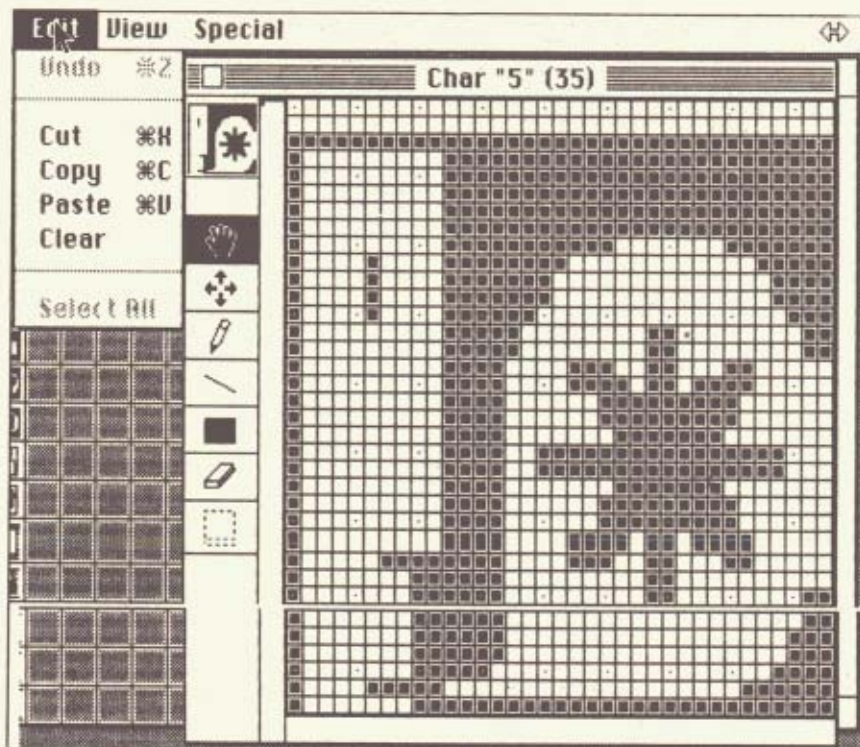 Edit View Special
Undo ⌘Z
Char "5" (35)
Cut ⌘X
Copy ⌘C
Paste ⌘V
Clear
Select All